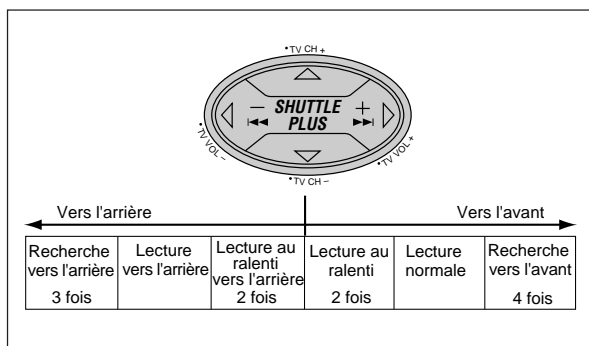 •TV CH +
— SHUTTLE +
PLUS
•TV VOL –
•TV VOL +
•TV CH –
Vers l'arrière
Vers l'avant
Recherche
vers l'arrière
3 fois
Lecture
vers l'arrière
Lecture au
ralenti
vers l'arrière
2 fois
Lecture au
ralenti
2 fois
Lecture
normale
Recherche
vers l'avant
4 fois